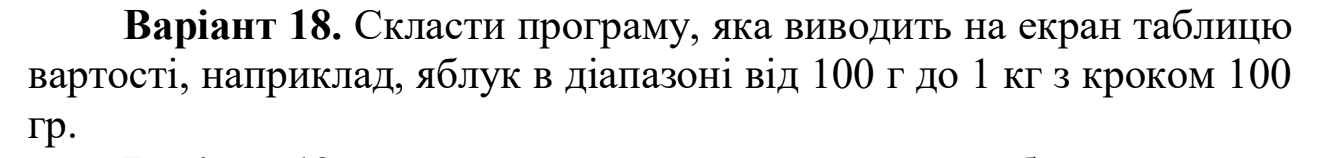 Варіант 18. Скласти програму, яка виводить на екран таблицю
вартості, наприклад, яблук в діапазоні від 100 г до 1 кг з кроком 100
гр.